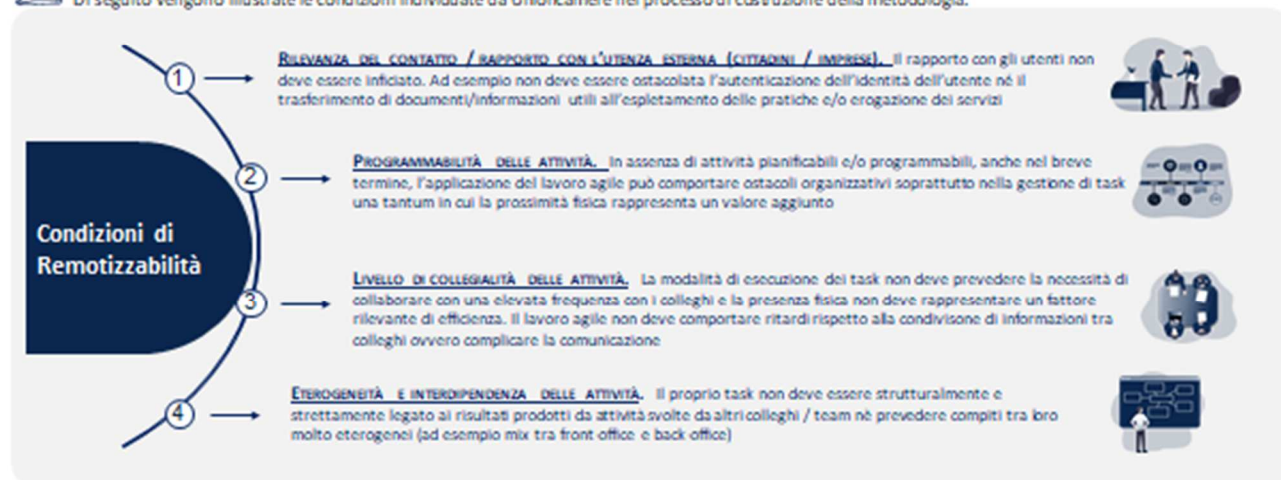 Di seguito vengono illustrate le condizioni individuate da Unioncamere nel processo di costruzione della metodologia.
1
RILEVANZA DEL CONTATTO / RAPPORTO CON L'UTENZA ESTERNA (CITTADINI / IMPRESE). Il rapporto con gli utenti non
deve essere inficiato. Ad esempio non deve essere ostacolata l'autenticazione dell'identità dell'utente né il
trasferimento di documenti/informazioni utili all'espletamento delle pratiche e/o erogazione dei servizi
2
PROGRAMMABILITÀ DELLE ATTIVITÀ. In assenza di attività pianificabili e/o programmabili, anche nel breve
termine, l'applicazione del lavoro agile può comportare ostacoli organizzativi soprattutto nella gestione di task
una tantum in cui la prossimità fisica rappresenta un valore aggiunto
Condizioni di
Remotizzabilità
3
LIVELLO DI COLLEGIALITÀ DELLE ATTIVITÀ. La modalità di esecuzione dei task non deve prevedere la necessità di
collaborare con una elevata frequenza con i colleghi e la presenza fisica non deve rappresentare un fattore
rilevante di efficienza. Il lavoro agile non deve comportare ritardi rispetto alla condivisone di informazioni tra
colleghi ovvero complicare la comunicazione
4
ETEROGENEITÀ E INTERDIPENDENZA DELLE ATTIVITÀ. Il proprio task non deve essere strutturalmente e
strettamente legato ai risultati prodotti da attività svolte da altri colleghi / team nè prevedere compiti tra loro
molto eterogenei (ad esempio mix tra front office e back office)